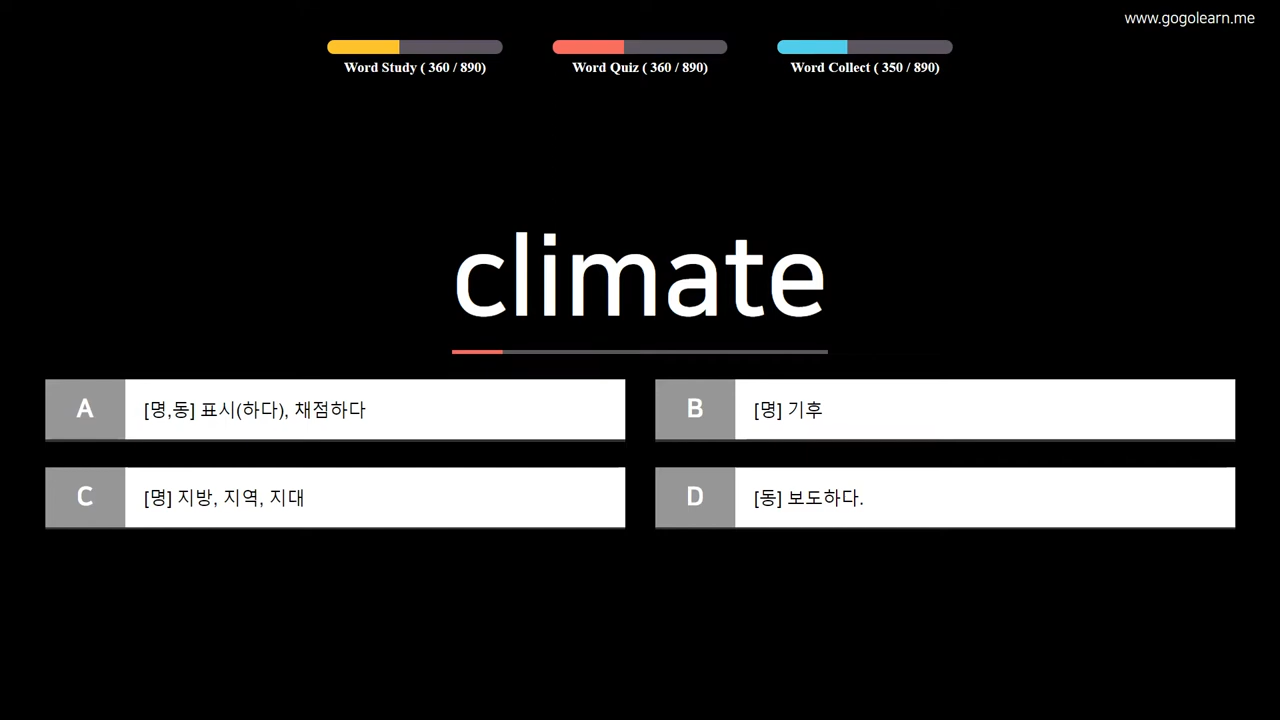 www.gogolearn.me
Word Study ( 360 / 890)
Word Quiz ( 360 / 890)
Word Collect ( 350 / 890)
climate
A
[명,동] 표시(하다), 채점하다
B
[명] 기후
C
[명] 지방, 지역, 지대
D
[동] 보도하다.